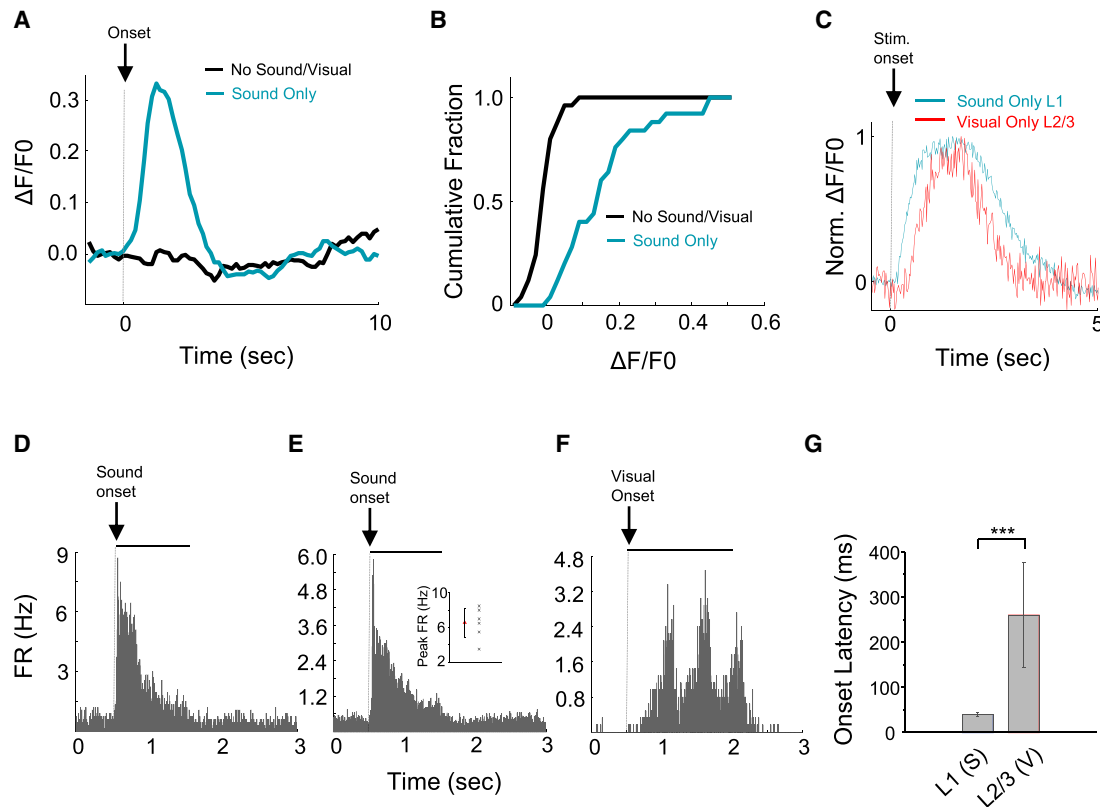 A
Onset
No Sound/Visual
Sound Only
ΔF/F0
0.3
0.2
0.1
0.0
0
10
Time (sec)
B
Cumulative Fraction
1.0
0.5
0
No Sound/Visual
Sound Only
0
0.2
0.4
0.6
ΔF/F0
C
Stim.
onset
Sound Only L1
Visual Only L2/3
Norm. ΔF/F0
1
0
0
5
Time (sec)
D
Sound
onset
FR (Hz)
9
6
3
0
1
2
3
E
Sound
onset
6.0
4.8
3.6
2.4
1.2
Peak FR (Hz)
10
6
2
0
1
2
3
Time (sec)
F
Visual
Onset
4.8
3.2
2.4
1.6
0.8
0
1
2
3
G
***
Onset Latency (ms)
400
300
200
100
0
L1 (S)
L2/3 (V)